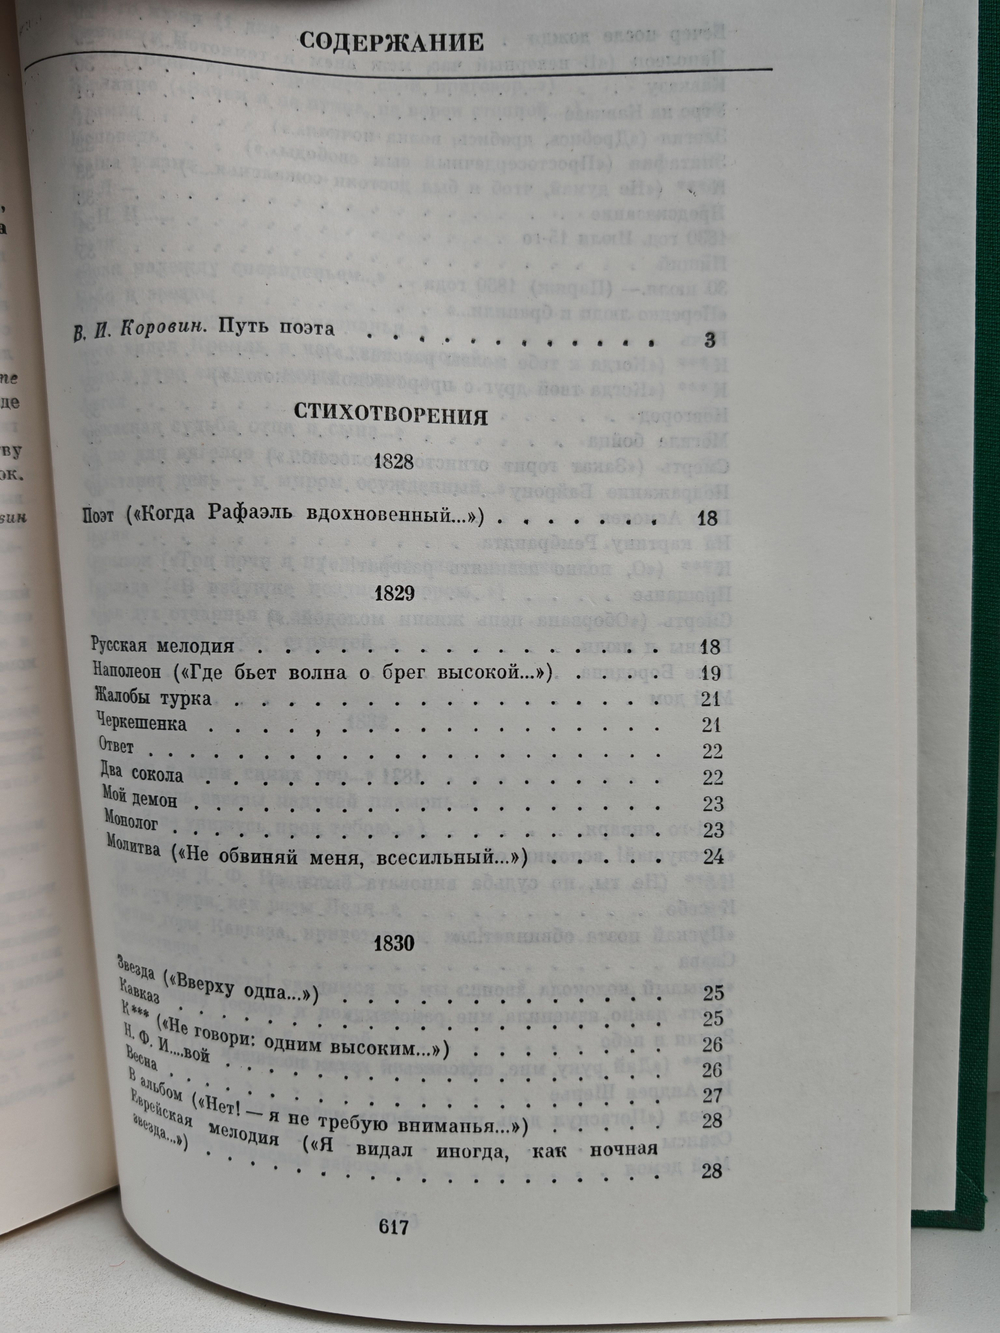 СОДЕРЖАНИЕ
В. И. Коровин. Путь поэта . . . . . . . . . . . . 3
СТИХОТВОРЕНИЯ
1828
Поэт («Когда Рафаэль вдохновенный...») . . . . . . . 18
1829
Русская мелодия . . . . . . . . . . . . . . . . 18
Наполеон («Где бьет волна о брег высокой...») . . . . 19
Жалобы турка . . . . . . . . . . . . . . . . . 21
Черкешенка . . . . , . . . . . . . . . . . . . 21
Ответ . . . . . . . . . . . . . . . . . . . . 22
Два сокола . . . . . . . . . . . . . . . . . . 22
Мой демон . . . . . . . . . . . . . . . . . . 23
Монолог . . . . . . . . . . . . . . . . . . . 23
Молитва («Не обвиняй меня, всесильный...») . . . . . 24
1830
Звезда («Вверху одна...») . . . . . . . . . . . . . 25
Кавказ . . . . . . . . . . . . . . . . . . . 25
К*** («Не говори: одним высоким...») . . . . . . . . 26
Н. Ф. И....вой . . . . . . . . . . . . . . . . . 26
Весна . . . . . . . . . . . . . . . . . . . . 27
В альбом («Нет! — я не требую вниманья...») . . . . . 28
Еврейская мелодия («Я видал иногда, как ночная
звезда...») . . . . . . . . . . . . . . . . . . 28
617